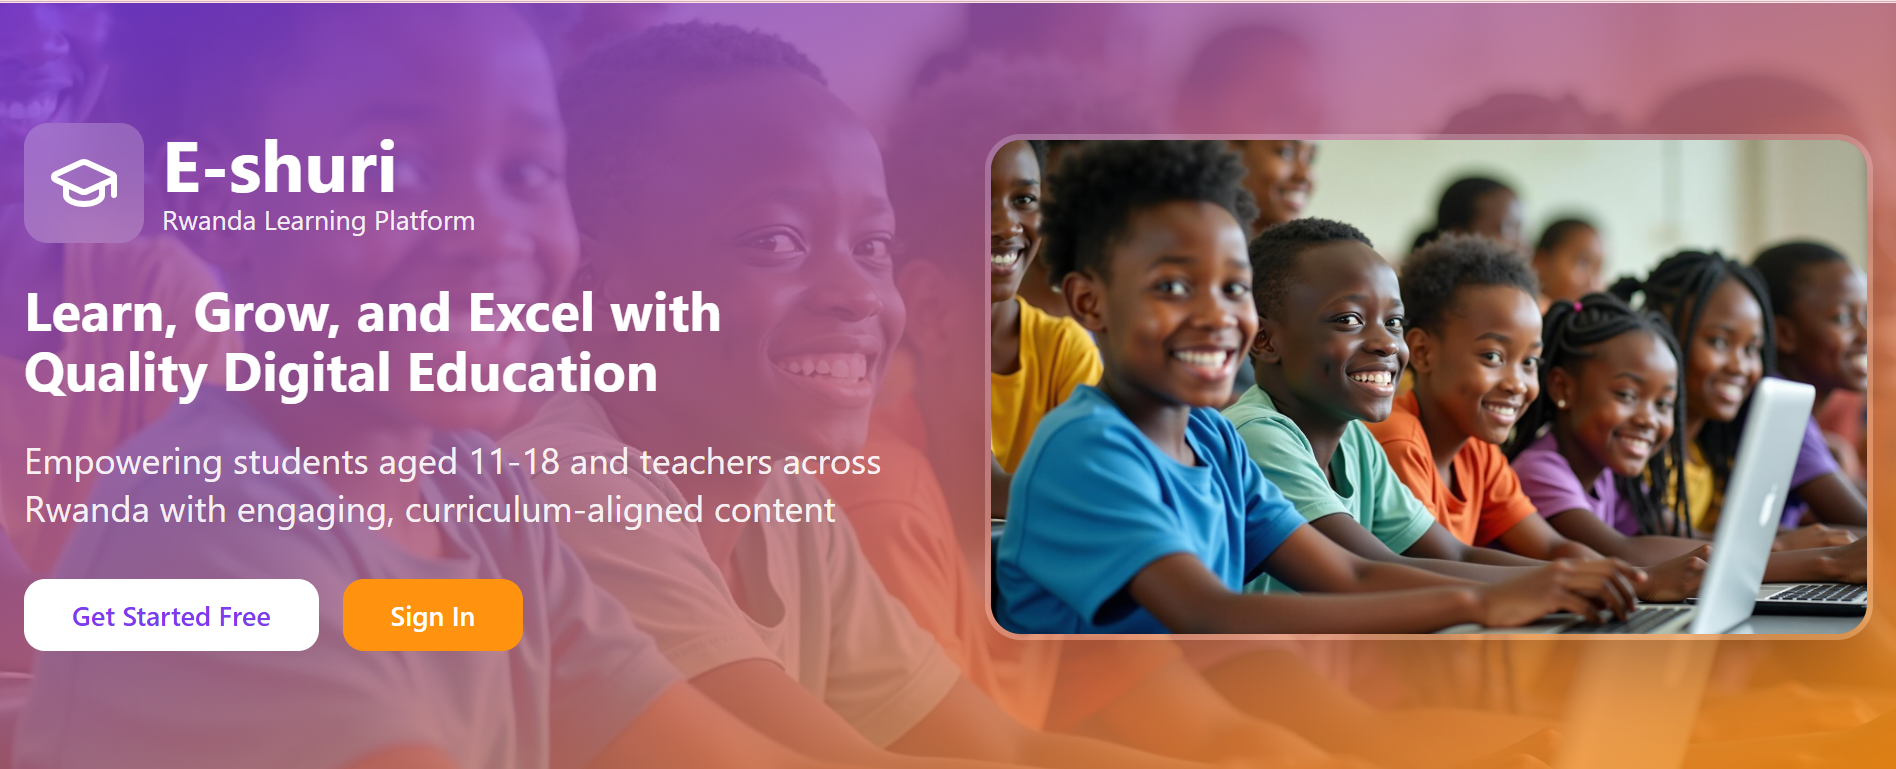 E-shuri
Rwanda Learning Platform
Learn, Grow, and Excel with
Quality Digital Education
Empowering students aged 11-18 and teachers across
Rwanda with engaging, curriculum-aligned content
Get Started Free
Sign In